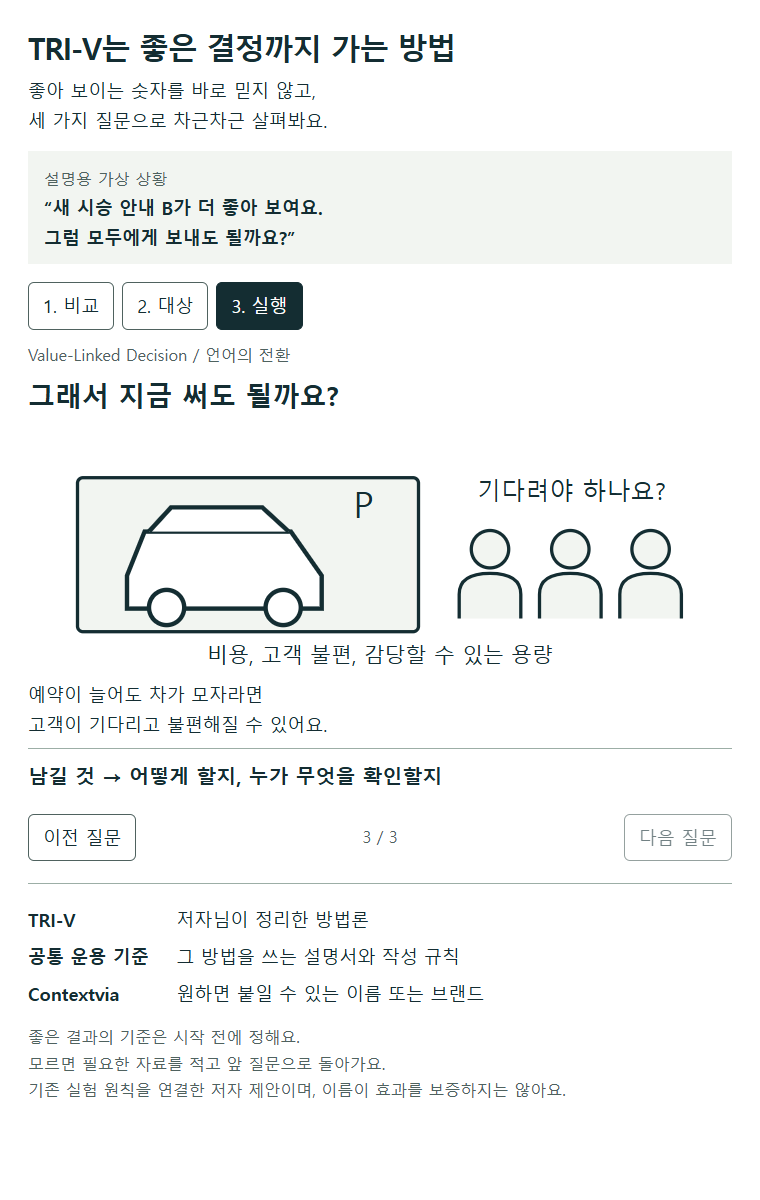 TRI-V는 좋은 결정까지 가는 방법
좋아 보이는 숫자를 바로 믿지 않고,
세 가지 질문으로 차근차근 살펴봐요.
설명용 가상 상황
“새 시승 안내 B가 더 좋아 보여요.
그럼 모두에게 보내도 될까요?”
1. 비교
2. 대상
3. 실행
Value-Linked Decision / 언어의 전환
그래서 지금 써도 될까요?
P
기다려야 하나요?
비용, 고객 불편, 감당할 수 있는 용량
예약이 늘어도 차가 모자라면
고객이 기다리고 불편해질 수 있어요.
남길 것 → 어떻게 할지, 누가 무엇을 확인할지
이전 질문
3 / 3
다음 질문
TRI-V 저자님이 정리한 방법론
공통 운용 기준 그 방법을 쓰는 설명서와 작성 규칙
Contextvia 원하면 붙일 수 있는 이름 또는 브랜드
좋은 결과의 기준은 시작 전에 정해요.
모르면 필요한 자료를 적고 앞 질문으로 돌아가요.
기존 실험 원칙을 연결한 저자 제안이며, 이름이 효과를 보증하지는 않아요.